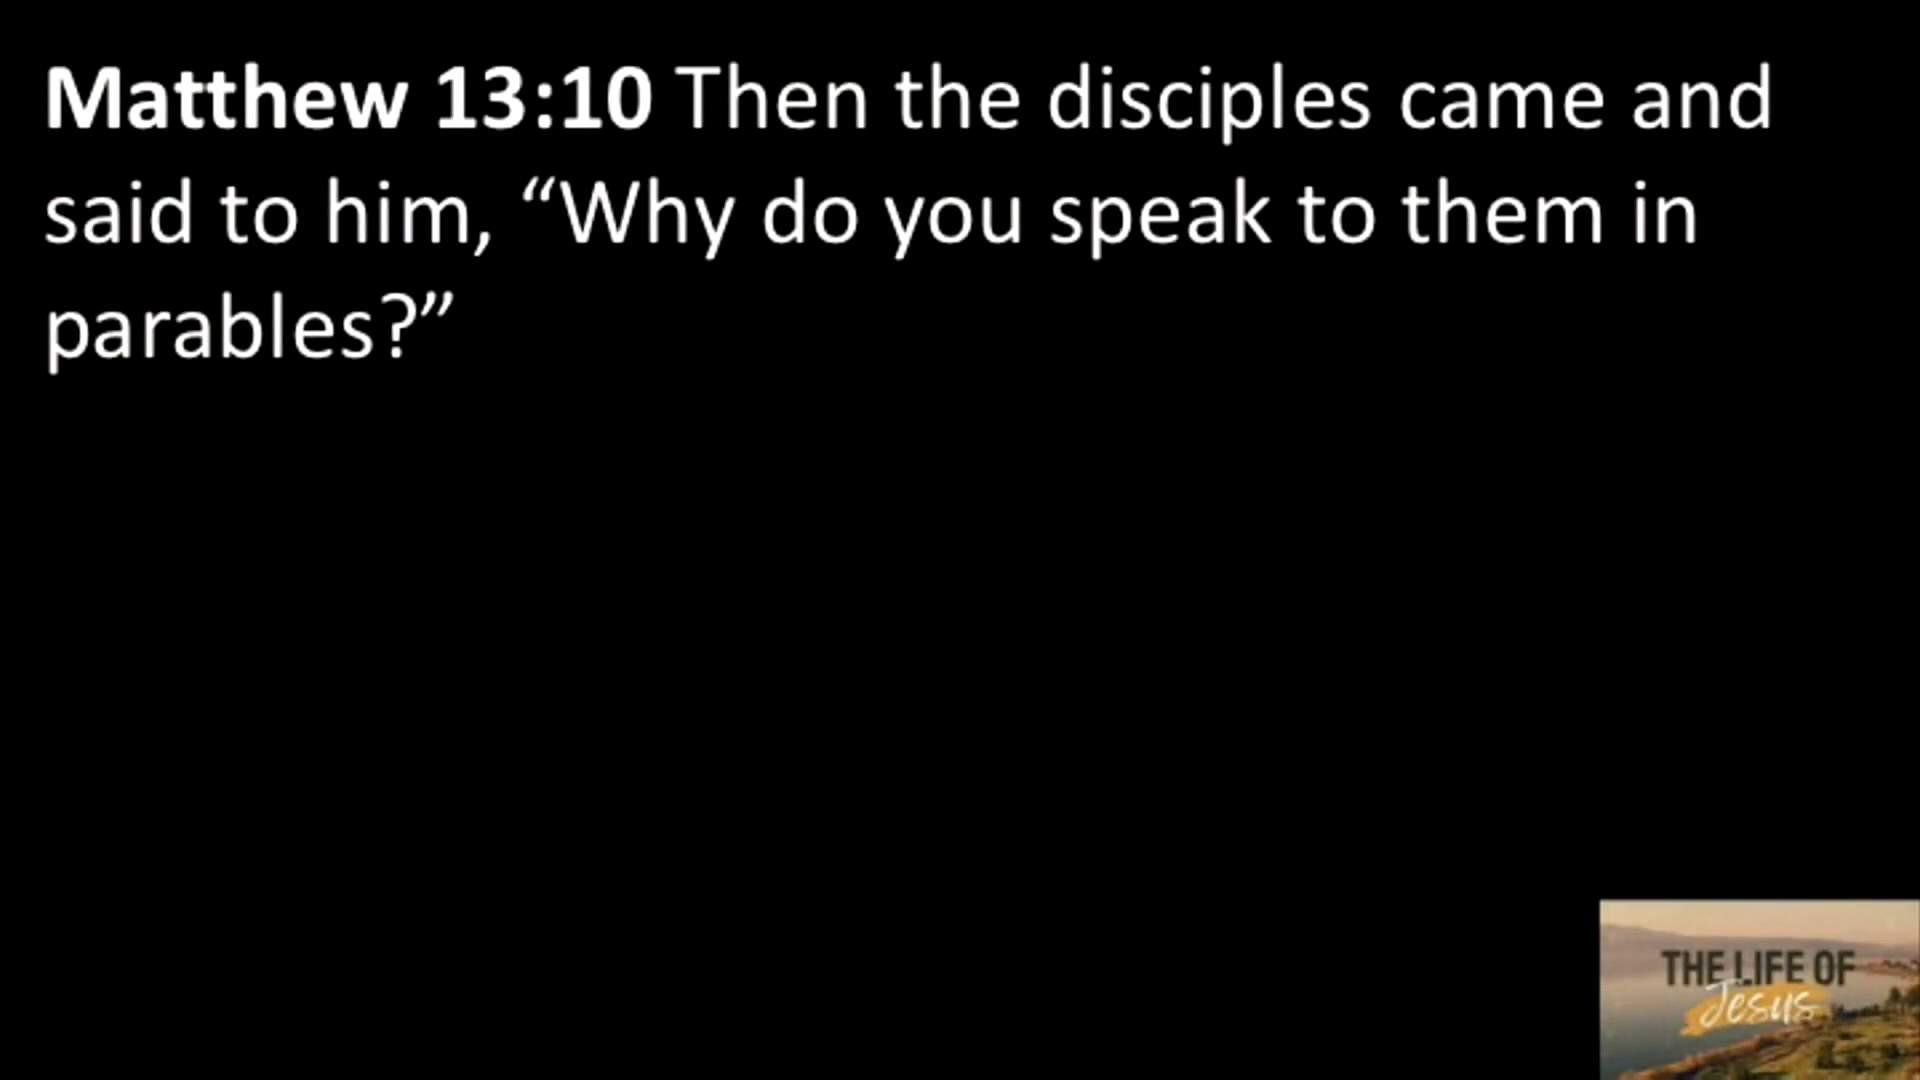 Matthew 13:10 Then the disciples came and
said to him, “Why do you speak to them in
parables?”
THE LIFE OF
Jesus